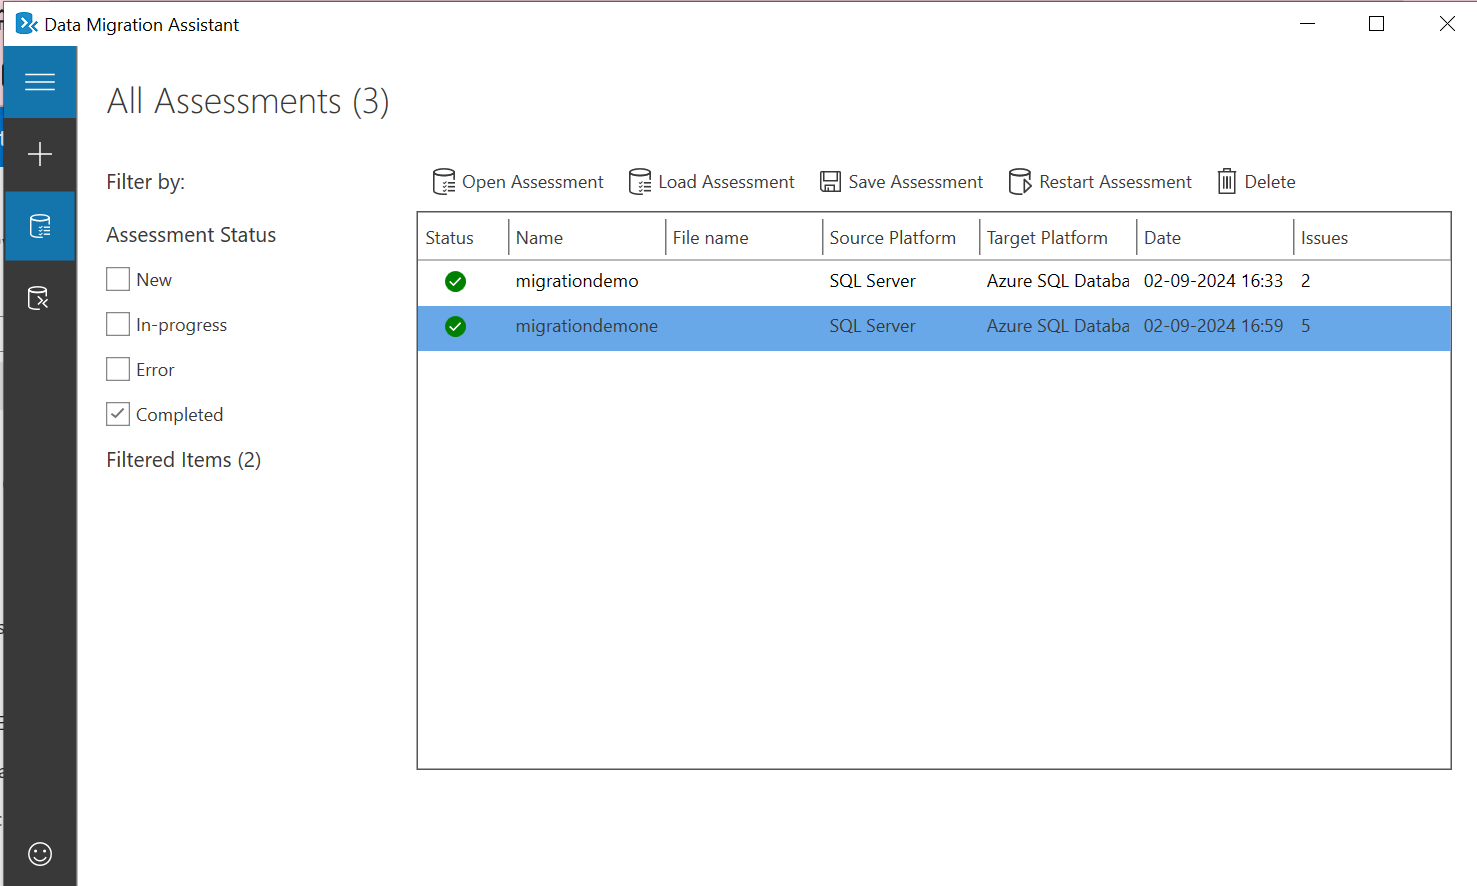 Data Migration Assistant
All Assessments (3)
Filter by:
Assessment Status
New
In-progress
Error
Completed
Filtered Items (2)
Open Assessment Load Assessment Save Assessment Restart Assessment Delete
Status Name File name Source Platform Target Platform Date Issues
migrationdemo SQL Server Azure SQL Databa 02-09-2024 16:33 2
migrationdemone SQL Server Azure SQL Databa 02-09-2024 16:59 5